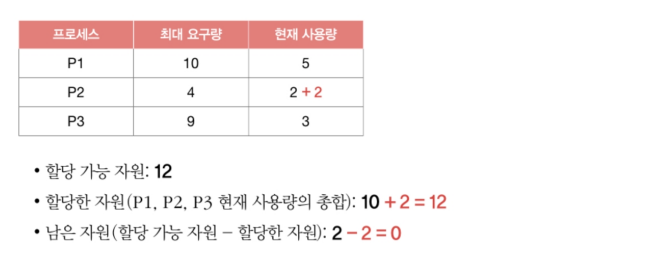 프로세스 최대 요구량 현재 사용량
P1 10 5
P2 4 2 + 2
P3 9 3
• 할당 가능 자원: 12
• 할당한 자원(P1, P2, P3 현재 사용량의 총합): 10 + 2 = 12
• 남은 자원(할당 가능 자원 – 할당한 자원): 2 – 2 = 0